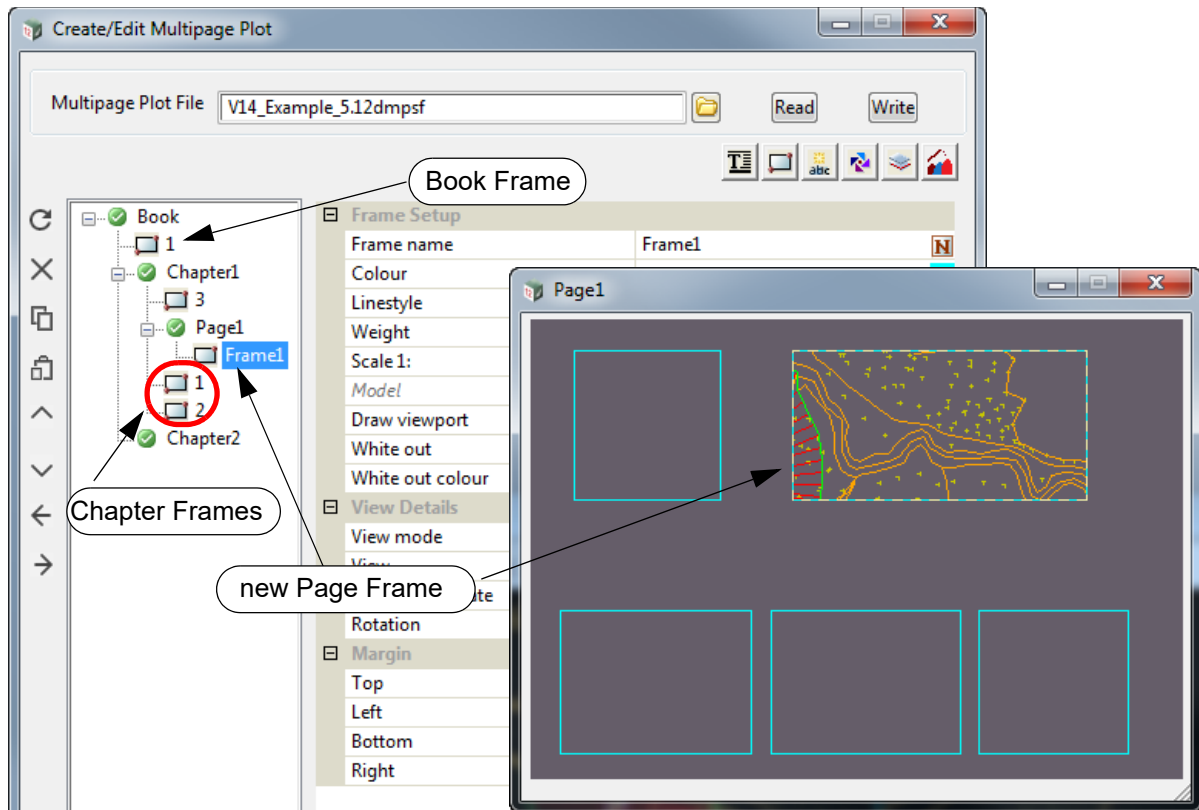 Create/Edit Multipage Plot
Multipage Plot File V14_Example_5.12dmpsf Read Write
abc
Book Frame
Book
1
Chapter1
3
Page1
Frame1
1
2
Chapter2
Chapter Frames
new Page Frame
Frame Setup
Frame name Frame1 N
Colour
Linestyle
Weight
Scale 1:
Model
Draw viewport
White out
White out colour
View Details
View mode
View
Rotation
Margin
Top
Left
Bottom
Right
Page1